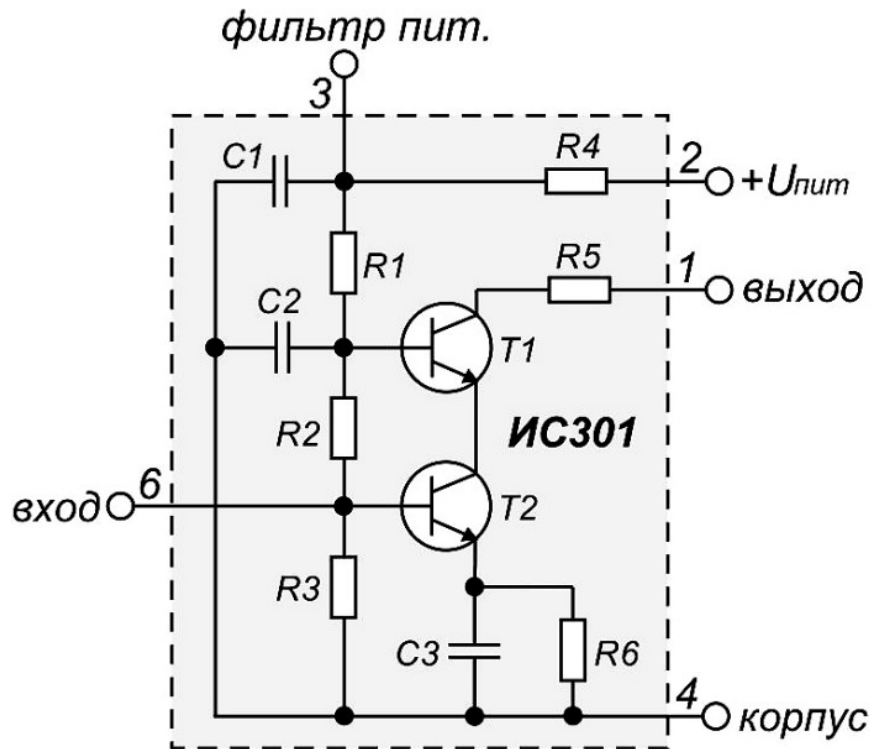 фильтр пит.
3
C1
R4
2
+Uпит
R1
R5
1
выход
C2
T1
R2
ИС301
6
вход
T2
R3
C3
R6
4
корпус